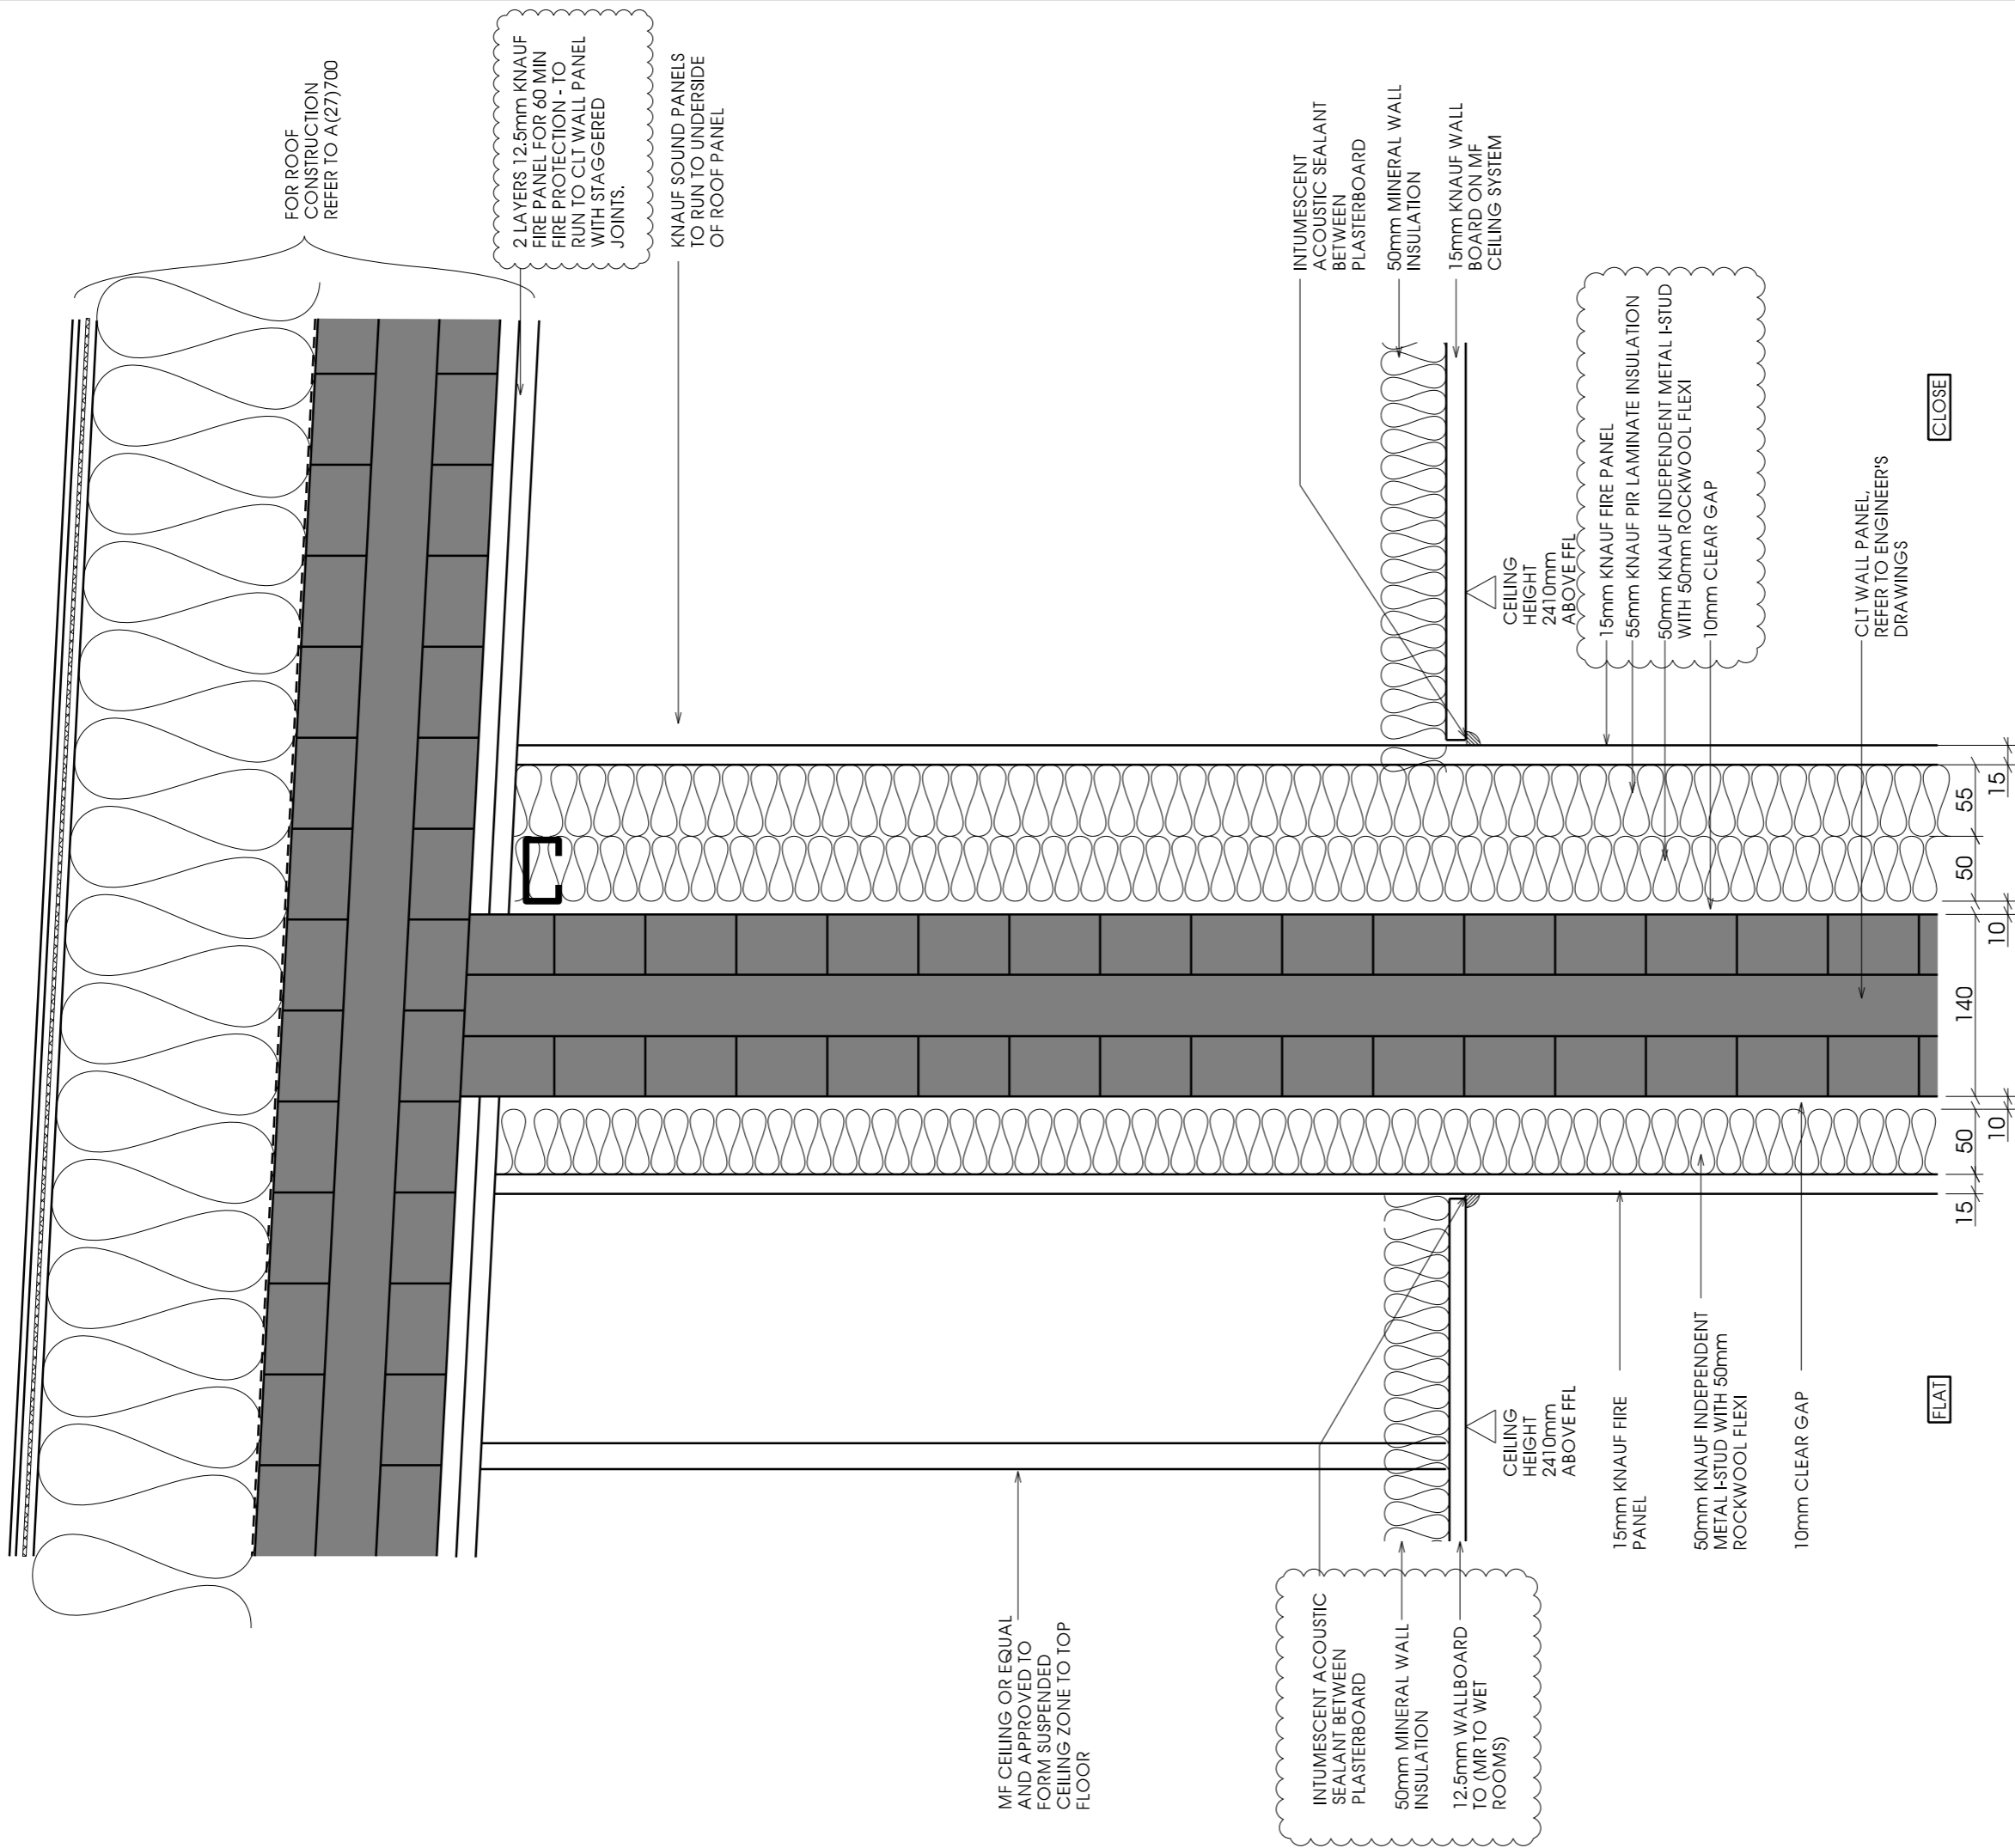 FOR ROOF
CONSTRUCTION
REFER TO A(27)700
2 LAYERS 12.5mm KNAUF
FIRE PANEL FOR 60 MIN
FIRE PROTECTION - TO
RUN TO CLT WALL PANEL
WITH STAGGERED
JOINTS.
KNAUF SOUND PANELS
TO RUN TO UNDERSIDE
OF ROOF PANEL
INTUMESCENT
ACOUSTIC SEALANT
BETWEEN
PLASTERBOARD
50mm MINERAL WALL
INSULATION
15mm KNAUF WALL
BOARD ON MF
CEILING SYSTEM
CEILING
HEIGHT
2410mm
ABOVE FFL
15mm KNAUF FIRE PANEL
55mm KNAUF PIR LAMINATE INSULATION
50mm KNAUF INDEPENDENT METAL I-STUD
WITH 50mm ROCKWOOL FLEXI
10mm CLEAR GAP
CLT WALL PANEL,
REFER TO ENGINEER'S
DRAWINGS
CLOSE
MF CEILING OR EQUAL
AND APPROVED TO
FORM SUSPENDED
CEILING ZONE TO TOP
FLOOR
INTUMESCENT ACOUSTIC
SEALANT BETWEEN
PLASTERBOARD
50mm MINERAL WALL
INSULATION
12.5mm WALLBOARD
TO (MR TO WET
ROOMS)
CEILING
HEIGHT
2410mm
ABOVE FFL
15mm KNAUF FIRE
PANEL
50mm KNAUF INDEPENDENT
METAL I-STUD WITH 50mm
ROCKWOOL FLEXI
10mm CLEAR GAP
FLAT
15
50
10
140
10
50
55
15